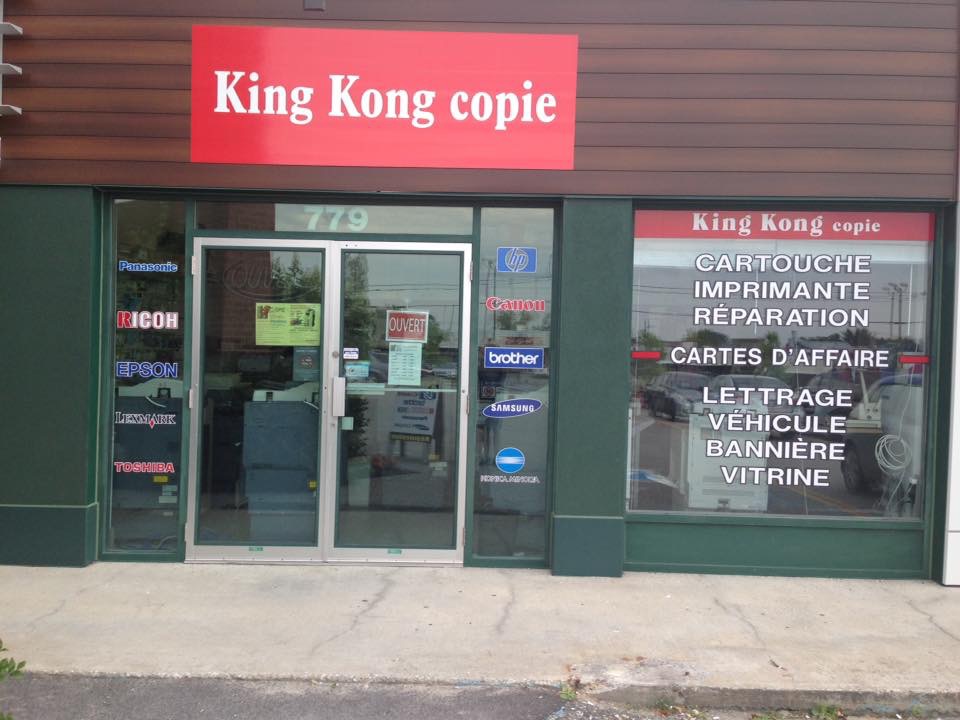 King Kong copie
779
Panasonic
RICOH
EPSON
LEXMARK
TOSHIBA
OUVERT
hp
Canon
brother
SAMSUNG
KONICA MINOLTA
King Kong copie
CARTOUCHE
IMPRIMANTE
RÉPARATION
CARTES D'AFFAIRE
LETTRAGE
VÉHICULE
BANNIÈRE
VITRINE